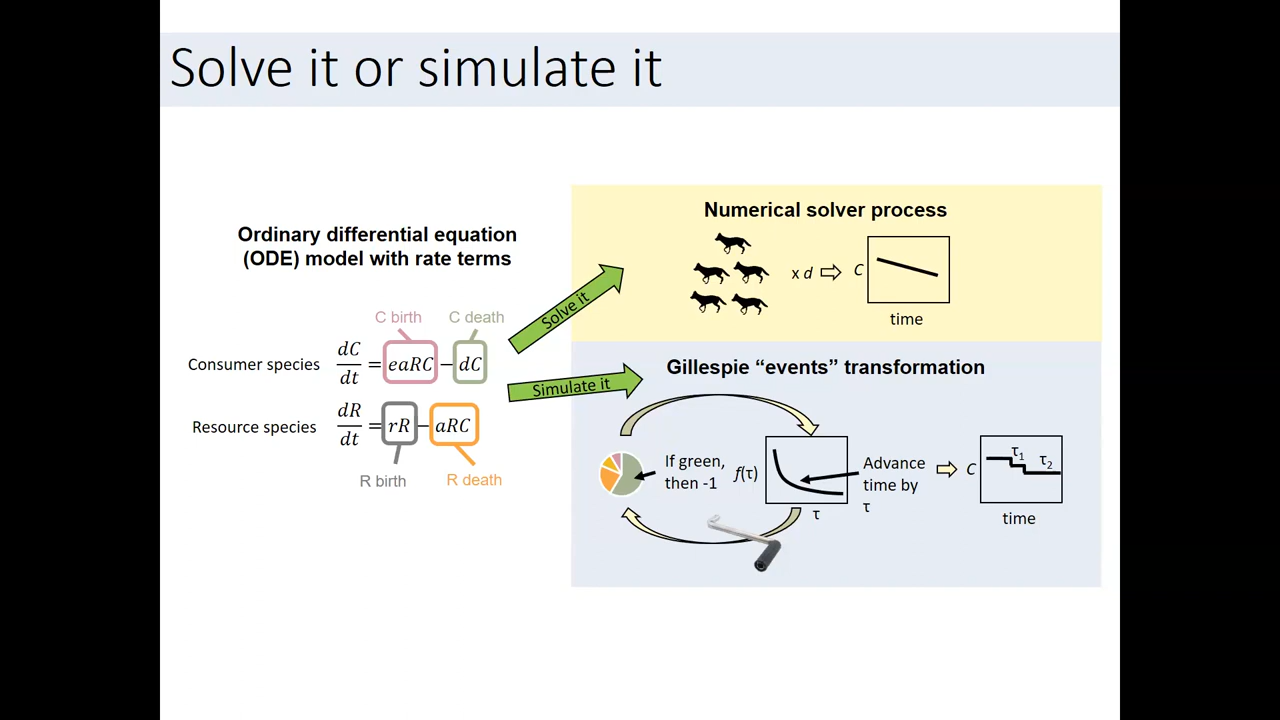 Solve it or simulate it
Ordinary differential equation
(ODE) model with rate terms
C birth
C death
Consumer species
dC/dt = eaRC − dC
Resource species
dR/dt = rR − aRC
R birth
R death
Solve it
Simulate it
Numerical solver process
x d
C
time
Gillespie “events” transformation
If green,
then -1
f(τ)
τ
Advance
time by
τ
C
τ1
τ2
time